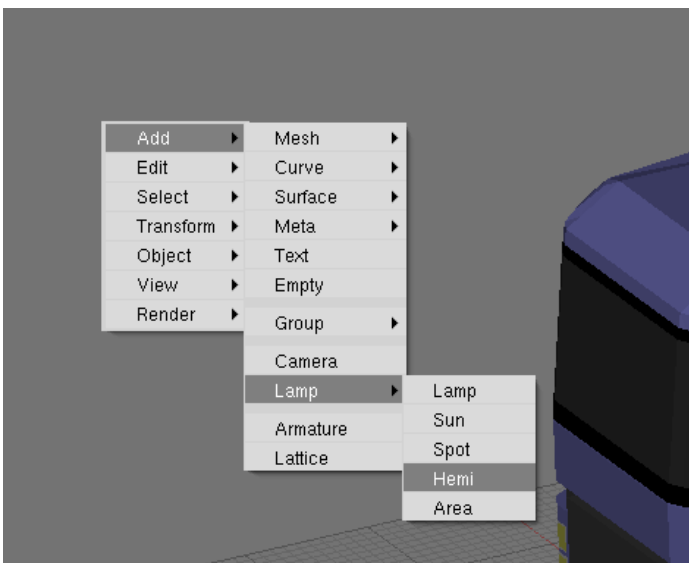 Add
Edit
Select
Transform
Object
View
Render
Mesh
Curve
Surface
Meta
Text
Empty
Group
Camera
Lamp
Armature
Lattice
Lamp
Sun
Spot
Hemi
Area